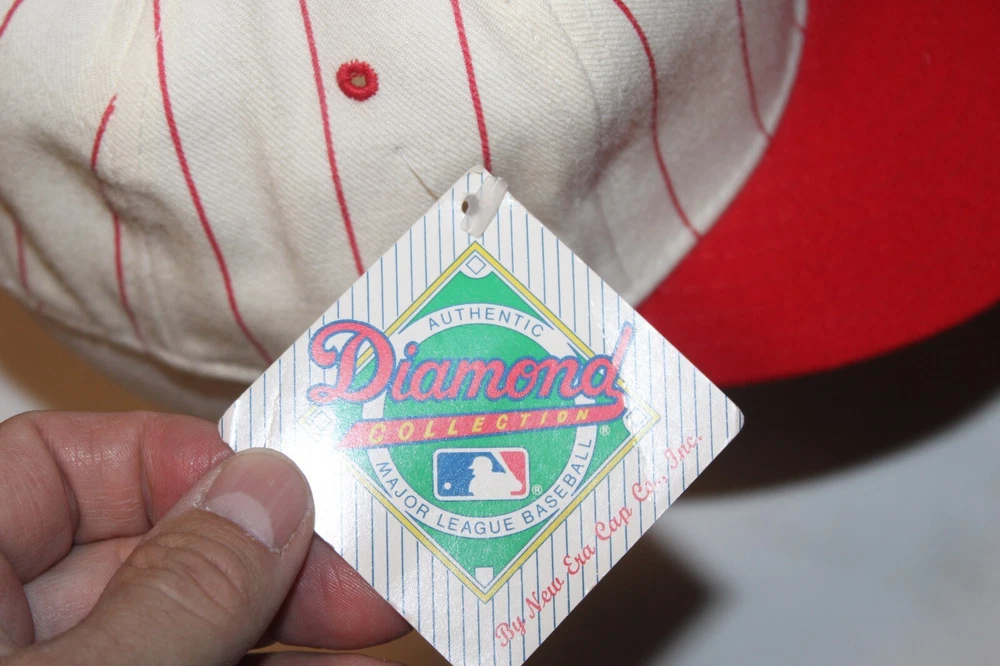 AUTHENTIC
Diamond
COLLECTION
MAJOR LEAGUE BASEBALL ®
®
By New Era Cap Co., Inc.